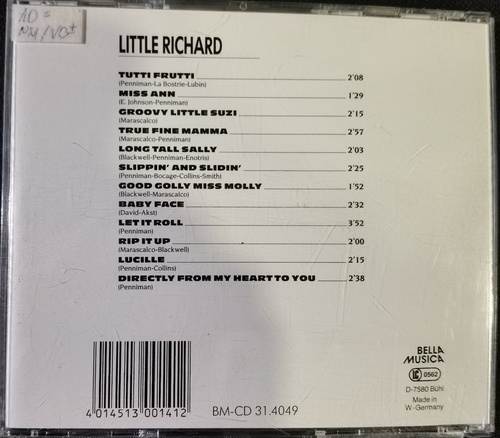 10=
NM/VG+
LITTLE RICHARD
TUTTI FRUTTI 2'08
(Penniman-La Bostrie-Lubin)
MISS ANN 1'29
(E. Johnson-Penniman)
GROOVY LITTLE SUZI 2'15
(Marascalco)
TRUE FINE MAMMA 2'57
(Marascalco-Penniman)
LONG TALL SALLY 2'03
(Blackwell-Penniman-Enotris)
SLIPPIN' AND SLIDIN' 2'25
(Penniman-Bocage-Collins-Smith)
GOOD GOLLY MISS MOLLY 1'52
(Blackwell-Marascalco)
BABY FACE 2'32
(David-Akst)
LET IT ROLL 3'52
(Penniman)
RIP IT UP 2'00
(Marascalco-Blackwell)
LUCILLE 2'15
(Penniman-Collins)
DIRECTLY FROM MY HEART TO YOU 2'38
(Penniman)
BELLA
MUSICA
LC 0562
D-7580 Bühl
Made in
W.-Germany
4 014513 001412
BM-CD 31.4049